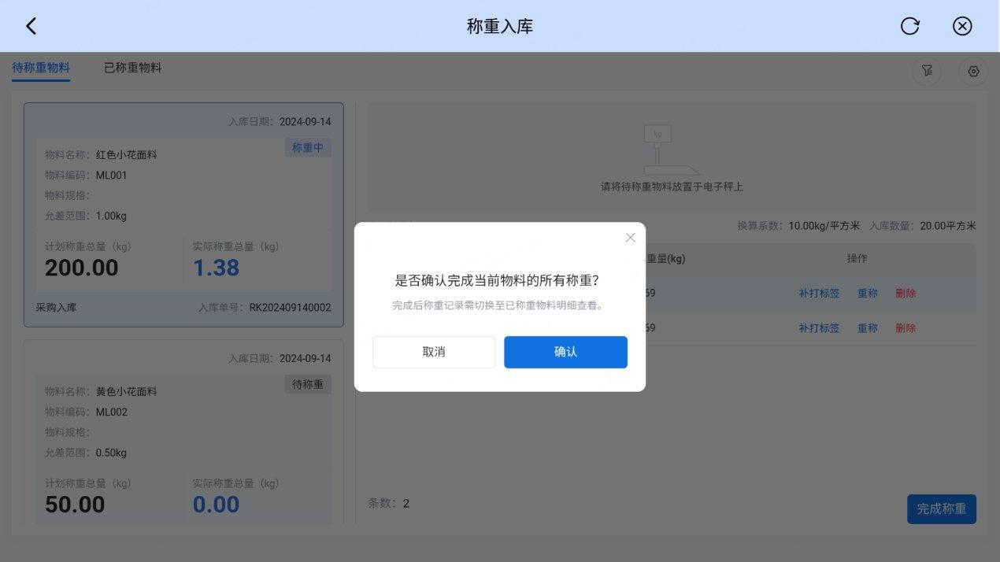 称重入库
待称重物料 已称重物料
入库日期：2024-09-14
称重中
物料名称：红色小花面料
物料编码：ML001
物料规格：
允差范围：1.00kg
计划称重总量（kg） 实际称重总量（kg）
200.00 1.38
采购入库 入库单号：RK202409140002
入库日期：2024-09-14
待称重
物料名称：黄色小花面料
物料编码：ML002
物料规格：
允差范围：0.50kg
计划称重总量（kg） 实际称重总量（kg）
50.00 0.00
kg
请将待称重物料放置于电子秤上
换算系数：10.00kg/平方米 入库数量：20.00平方米
重量(kg) 操作
69 补打标签 重称 删除
69 补打标签 重称 删除
是否确认完成当前物料的所有称重？
完成后称重记录需切换至已称重物料明细查看。
取消 确认
条数：2
完成称重